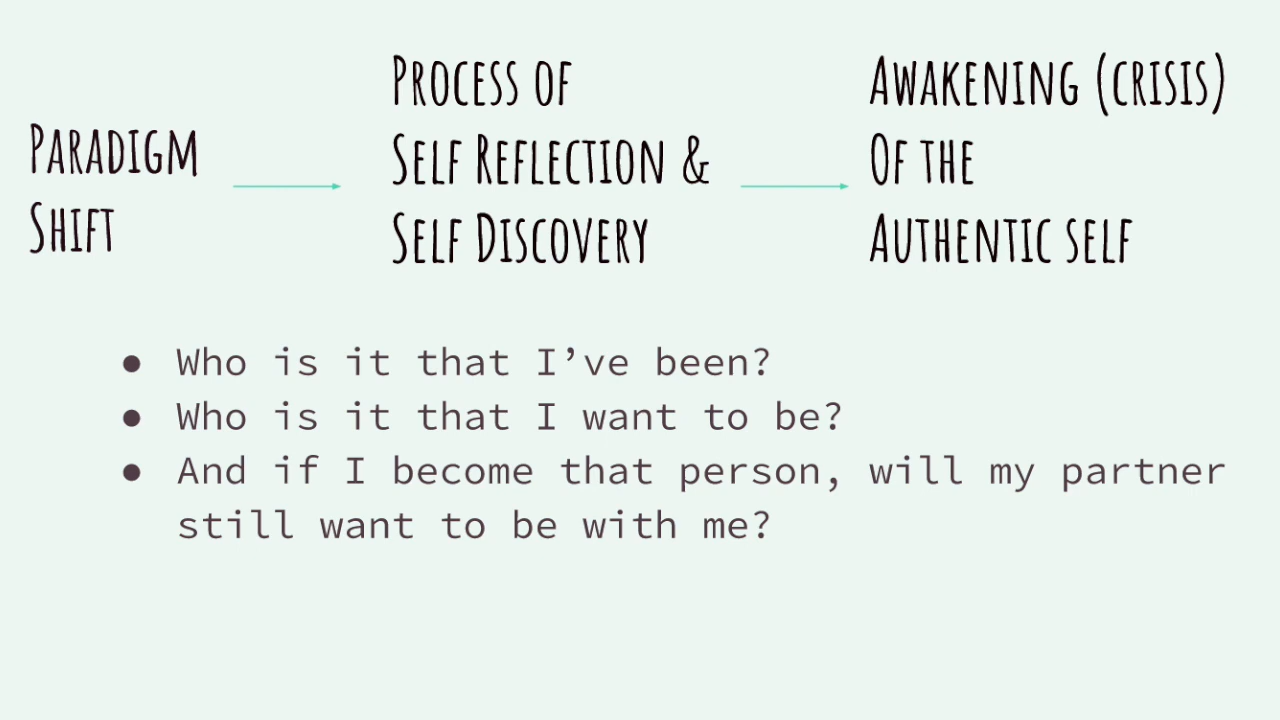 Paradigm
Shift
Process of
Self Reflection &
Self Discovery
Awakening (crisis)
Of the
Authentic self
● Who is it that I’ve been?
● Who is it that I want to be?
● And if I become that person, will my partner
still want to be with me?